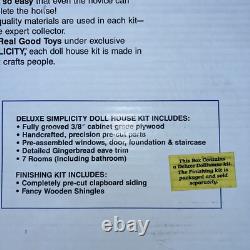 so easy that even the novice can
plete the horse!
quality materials are used in each kit—
e expert collector.
Real Good Toys under exclusive
PLICITY, each doll house kit is made in
crafts people.
DELUXE SIMPLICITY DOLL HOUSE KIT INCLUDES:
• Fully grooved 3/8" cabinet grade plywood
• Handcrafted, precision pre-cut parts
• Pre-assembled windows, door, foundation & staircase
• Detailed Gingerbread eave trim
• 7 Rooms (including bathroom)
FINISHING KIT INCLUDES:
• Completely pre-cut clapboard siding
• Fancy Wooden Shingles
This Box Contains
a Deluxe Dollhouse kit.
The Finishing kit is
packaged and sold
separately.